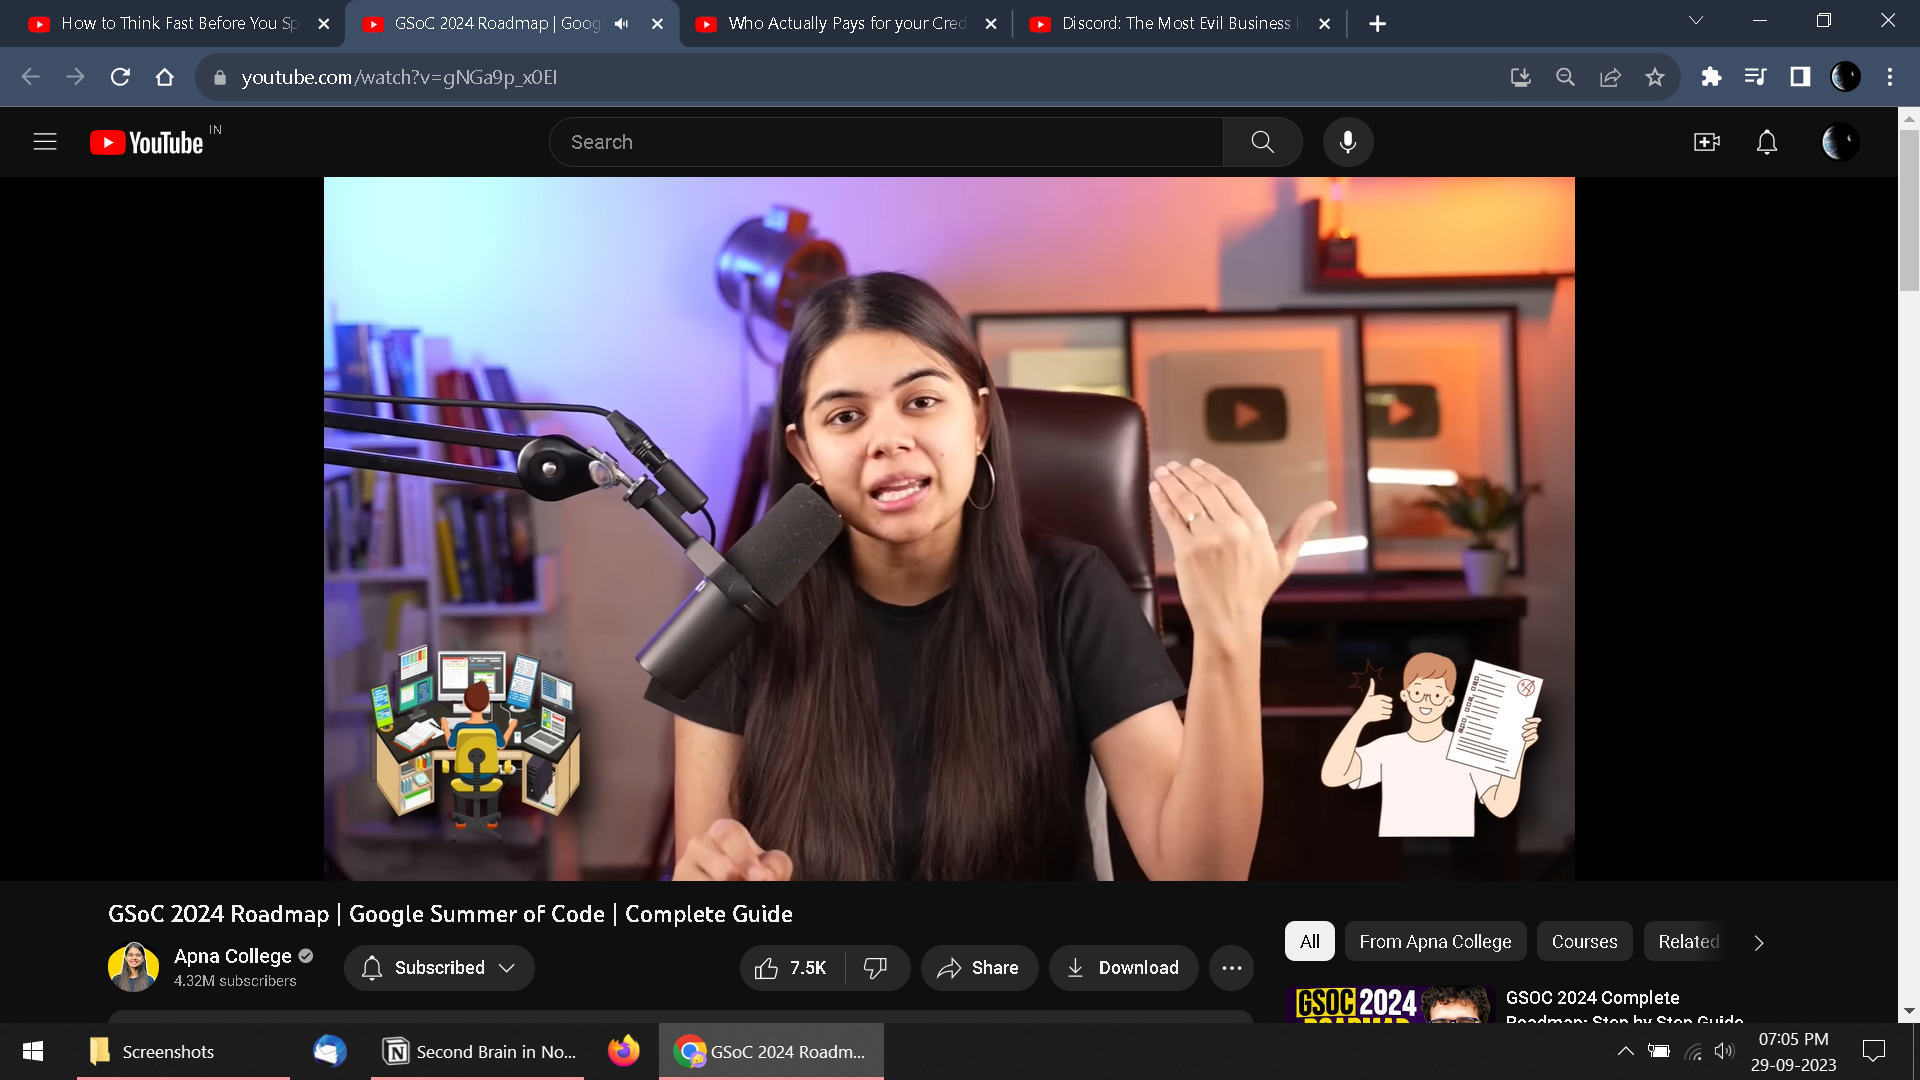 How to Think Fast Before You Sp
GSoC 2024 Roadmap | Goog
Who Actually Pays for your Cred
Discord: The Most Evil Business
youtube.com/watch?v=gNGa9p_x0EI
YouTube IN
Search
GSoC 2024 Roadmap | Google Summer of Code | Complete Guide
Apna College
4.32M subscribers
Subscribed
7.5K
Share
Download
All
From Apna College
Courses
Related
GSOC 2024
ROADMAP
GSOC 2024 Complete
Roadmap: Step by Step Guide
Screenshots
Second Brain in No...
GSoC 2024 Roadm...
07:05 PM
29-09-2023